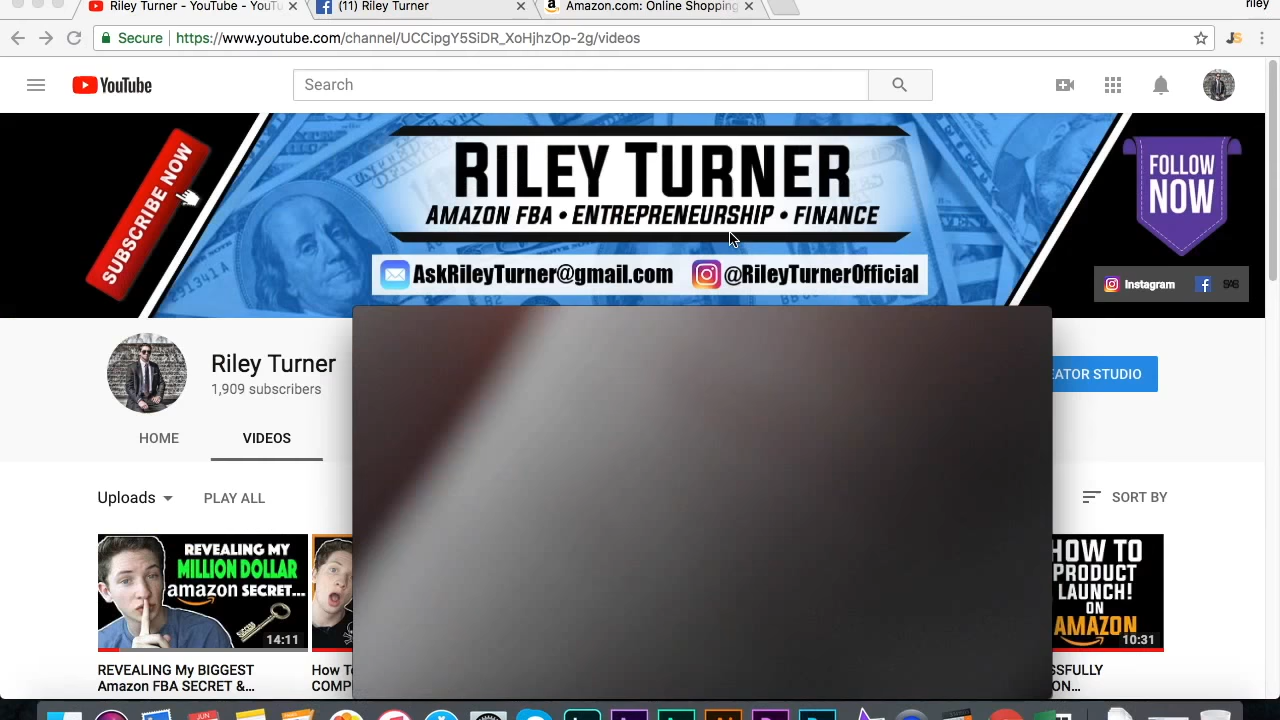 Riley Turner - YouTube - YouTu
(11) Riley Turner
Amazon.com: Online Shopping
riley
Secure
https://www.youtube.com/channel/UCCipgY5SiDR_XoHjhzOp-2g/videos
JS
YouTube
Search
SUBSCRIBE NOW
RILEY TURNER
AMAZON FBA • ENTREPRENEURSHIP • FINANCE
AskRileyTurner@gmail.com
@RileyTurnerOfficial
FOLLOW
NOW
Instagram
Riley Turner
1,909 subscribers
EATOR STUDIO
HOME
VIDEOS
Uploads
PLAY ALL
SORT BY
REVEALING MY
MILLION DOLLAR
amazon SECRET...
14:11
HOW TO
PRODUCT
LAUNCH!
ON
AMAZON
10:31
REVEALING My BIGGEST
Amazon FBA SECRET &...
How To
COMP
SSFULLY
ON...
JUN